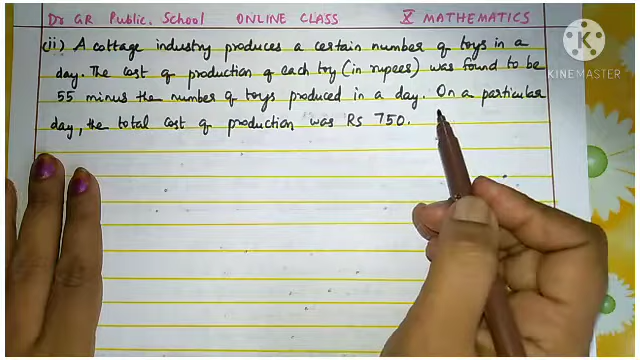 Dr GR Public School ONLINE CLASS X MATHEMATICS
(ii) A cottage industry produces a certain number of toys in a
day. The cost of production of each toy (in rupees) was found to be
55 minus the number of toys produced in a day. On a particular
day, the total cost of production was Rs 750.
KINEMASTER